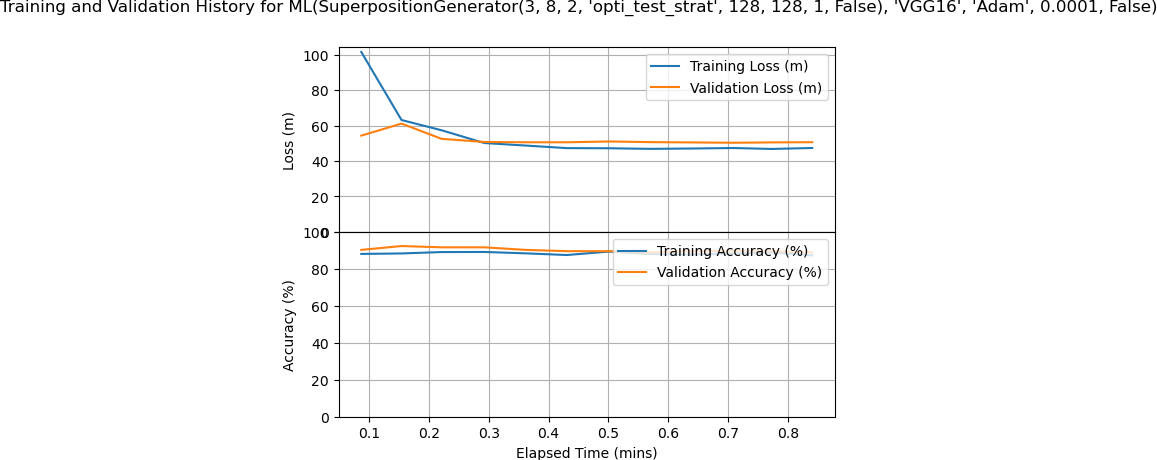 Training and Validation History for ML(SuperpositionGenerator(3, 8, 2, 'opti_test_strat', 128, 128, 1, False), 'VGG16', 'Adam', 0.0001, False)
100
80
60
40
20
0
Loss (m)
Training Loss (m)
Validation Loss (m)
100
80
60
40
20
0
Accuracy (%)
Training Accuracy (%)
Validation Accuracy (%)
0.1 0.2 0.3 0.4 0.5 0.6 0.7 0.8
Elapsed Time (mins)